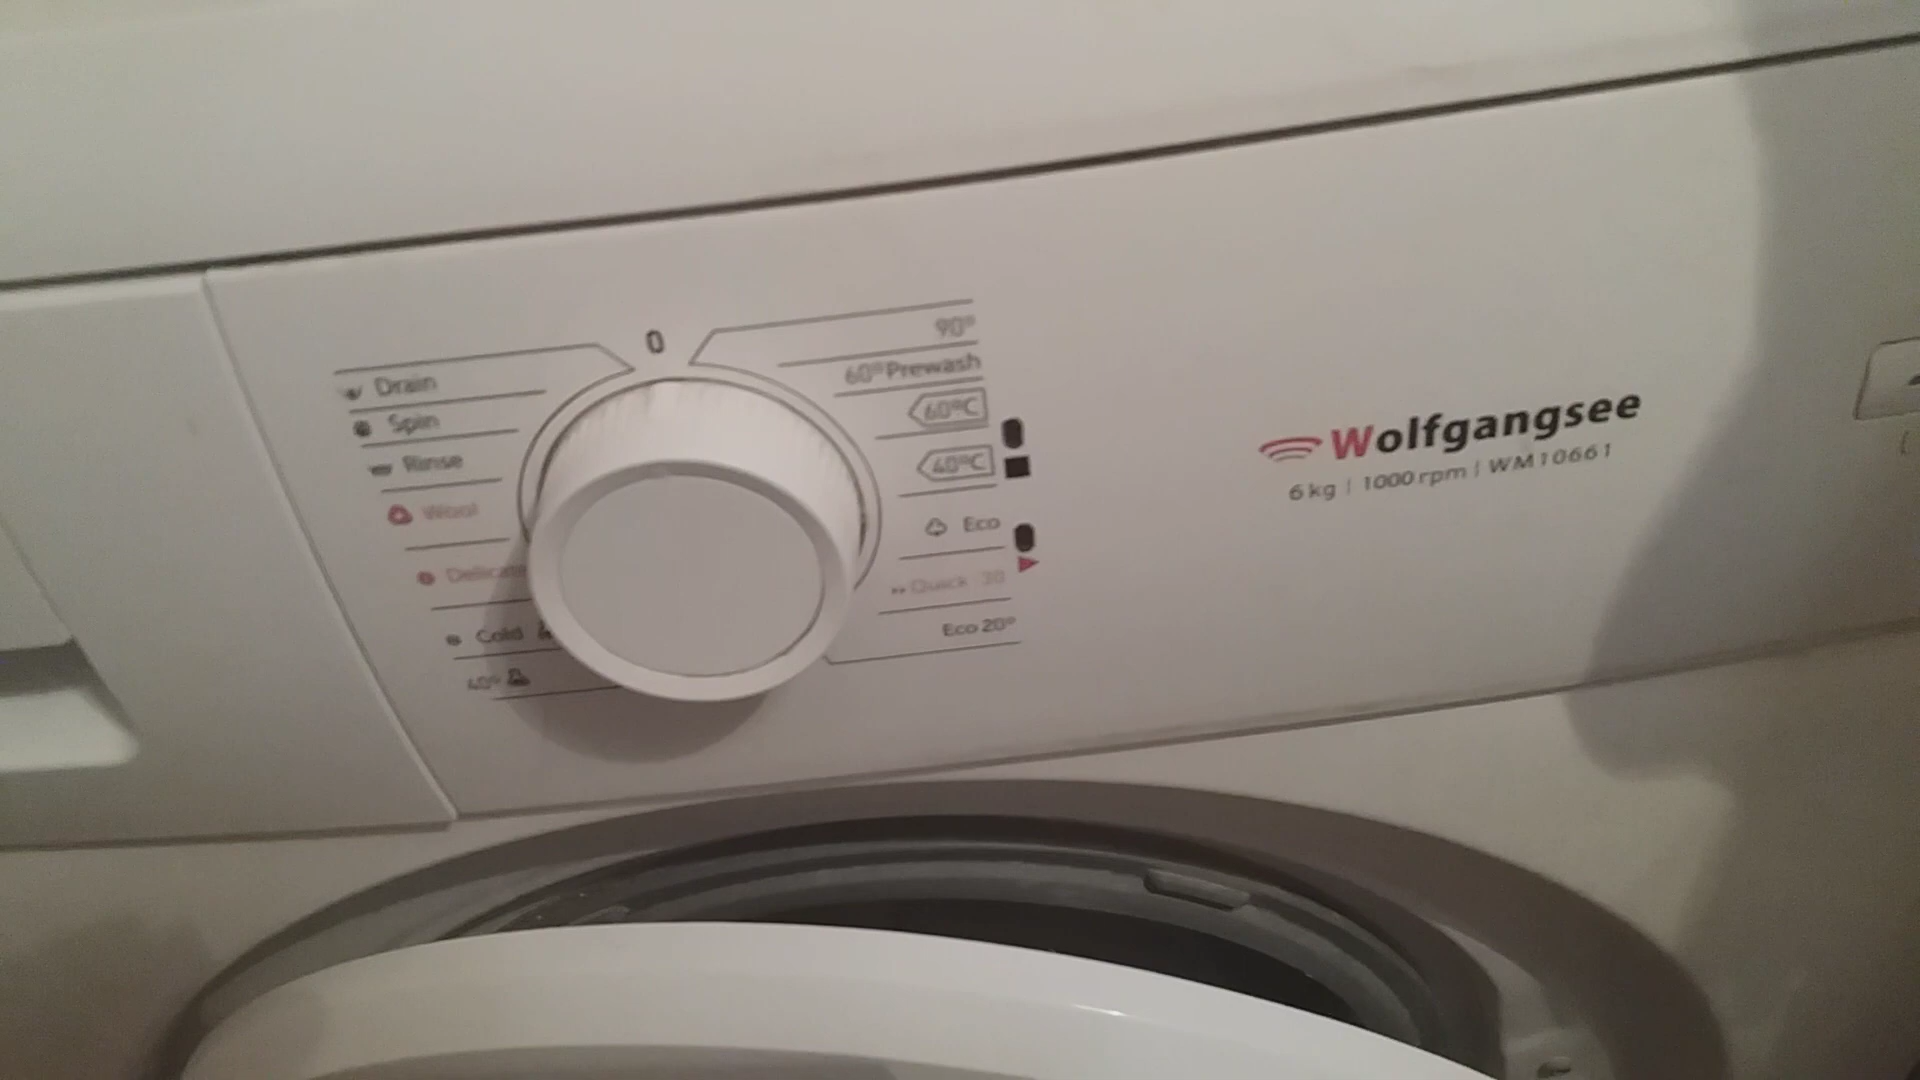 0
Drain
Spin
Rinse
Wool
Cold
40°
90°
60° Prewash
60°C
40°C
Eco
Quick 30
Eco 20°
Wolfgangsee
6 kg | 1000 rpm | WM10661